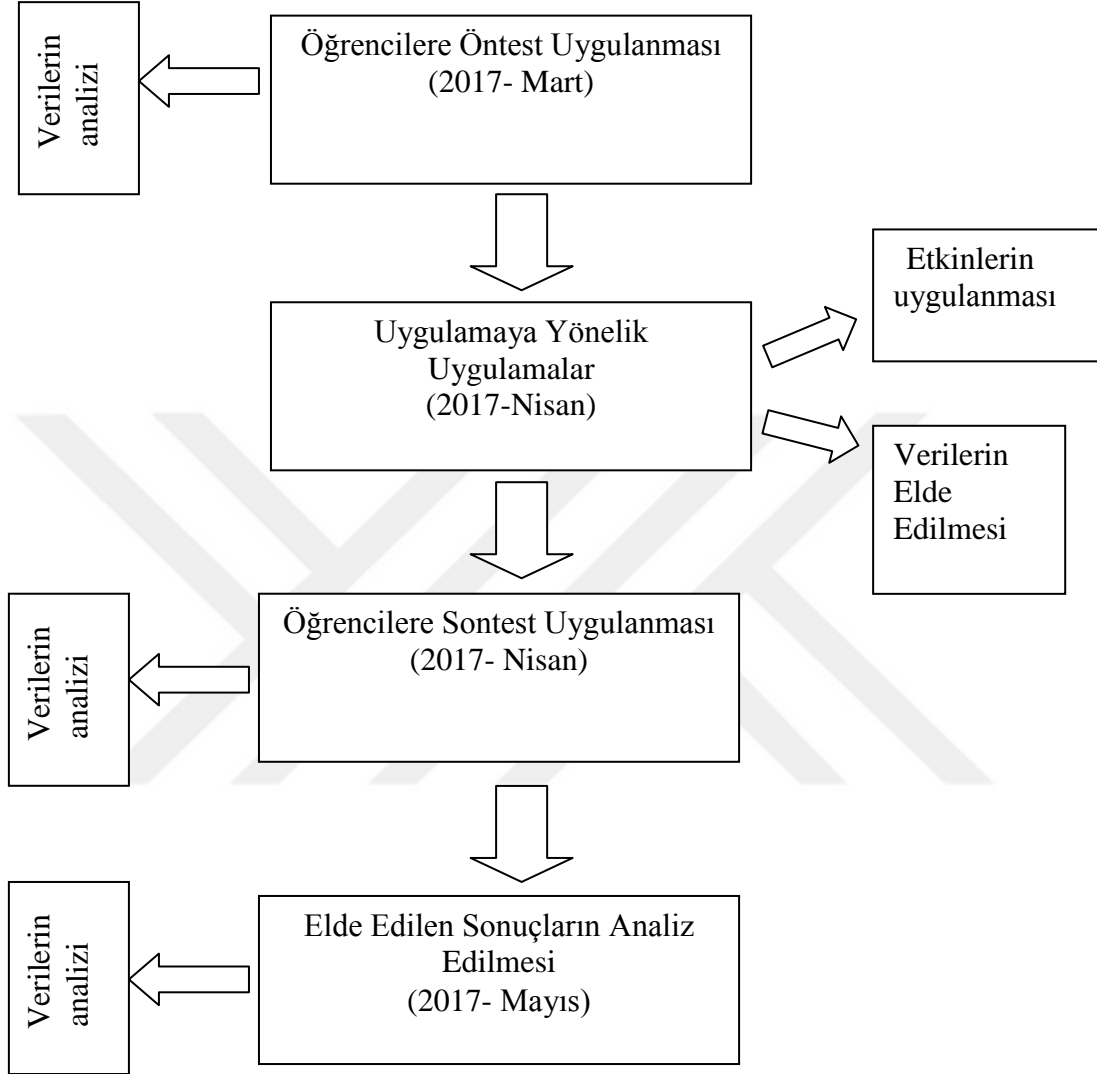 Öğrencilere Öntest Uygulanması
(2017- Mart)
Verilerin
analizi
Uygulamaya Yönelik
Uygulamalar
(2017-Nisan)
Etkinlerin
uygulanması
Verilerin
Elde
Edilmesi
Öğrencilere Sontest Uygulanması
(2017- Nisan)
Verilerin
analizi
Elde Edilen Sonuçların Analiz
Edilmesi
(2017- Mayıs)
Verilerin
analizi